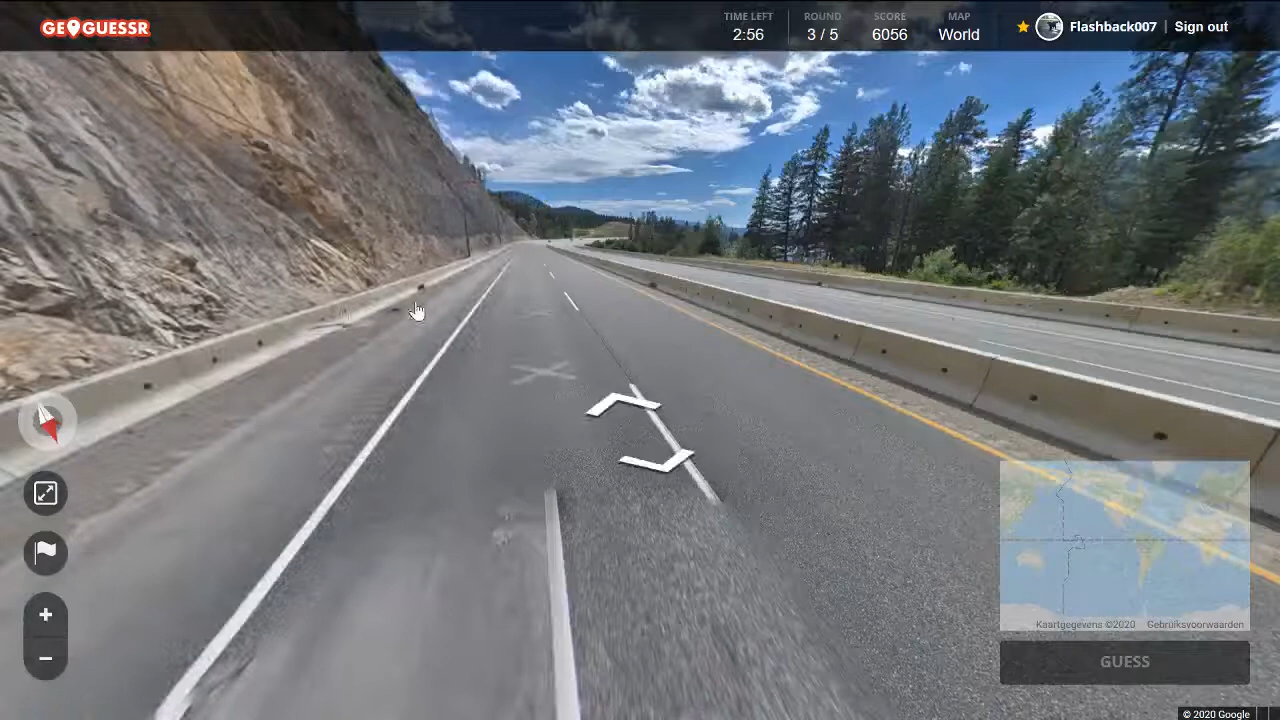 GEOGUESSR
TIME LEFT
2:56
ROUND
3 / 5
SCORE
6056
MAP
World
Flashback007 | Sign out
+
−
Kaartgegevens ©2020 Gebruiksvoorwaarden
GUESS
© 2020 Google